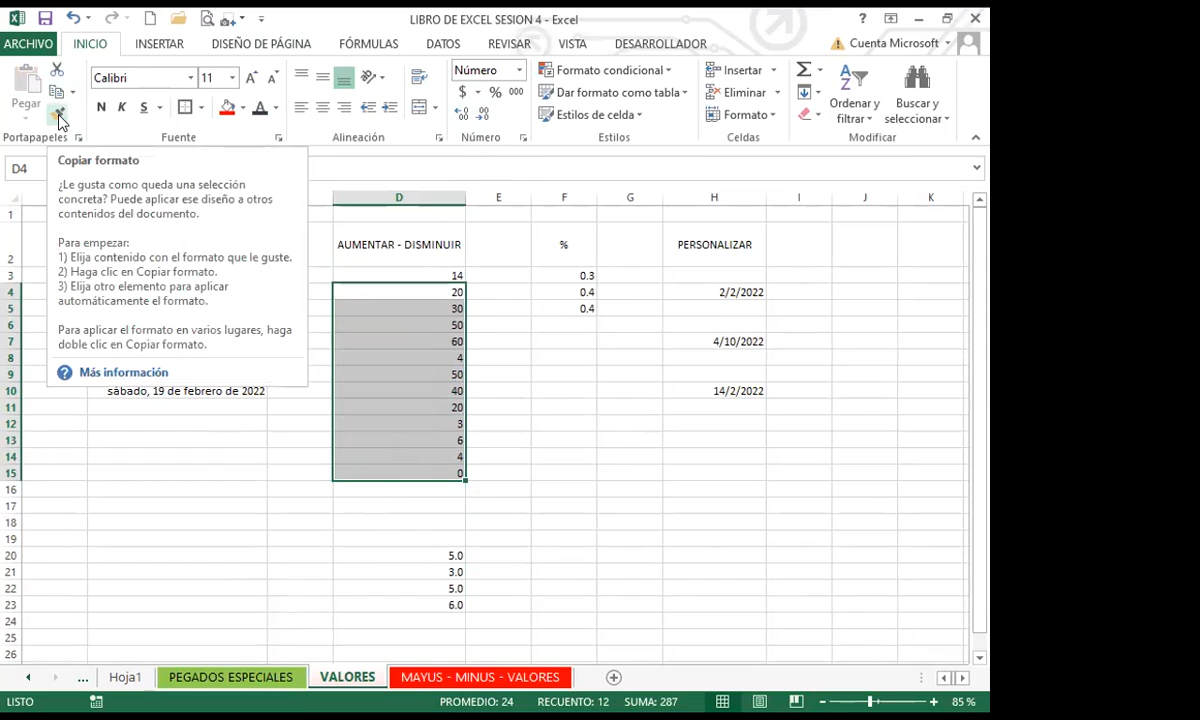 LIBRO DE EXCEL SESION 4 - Excel
ARCHIVO INICIO INSERTAR DISEÑO DE PÁGINA FÓRMULAS DATOS REVISAR VISTA DESARROLLADOR Cuenta Microsoft
Pegar
Calibri 11
N K S A
Número
$ % 000
Formato condicional
Dar formato como tabla
Estilos de celda
Insertar
Eliminar
Formato
Ordenar y filtrar
Buscar y seleccionar
Portapapeles Fuente Alineación Número Estilos Celdas Modificar
D4
Copiar formato
¿Le gusta como queda una selección
concreta? Puede aplicar ese diseño a otros
contenidos del documento.
Para empezar:
1) Elija contenido con el formato que le guste.
2) Haga clic en Copiar formato.
3) Elija otro elemento para aplicar
automáticamente el formato.
Para aplicar el formato en varios lugares, haga
doble clic en Copiar formato.
Más información
D E F G H I J K
1
2 AUMENTAR - DISMINUIR % PERSONALIZAR
3 14 0.3
4 20 0.4 2/2/2022
5 30 0.4
6 50
7 60 4/10/2022
8 4
9 50
10 sábado, 19 de febrero de 2022 40 14/2/2022
11 20
12 3
13 6
14 4
15 0
16
17
18
19
20 5.0
21 3.0
22 5.0
23 6.0
24
25
26
... Hoja1 PEGADOS ESPECIALES VALORES MAYUS - MINUS - VALORES
LISTO PROMEDIO: 24 RECUENTO: 12 SUMA: 287 85 %